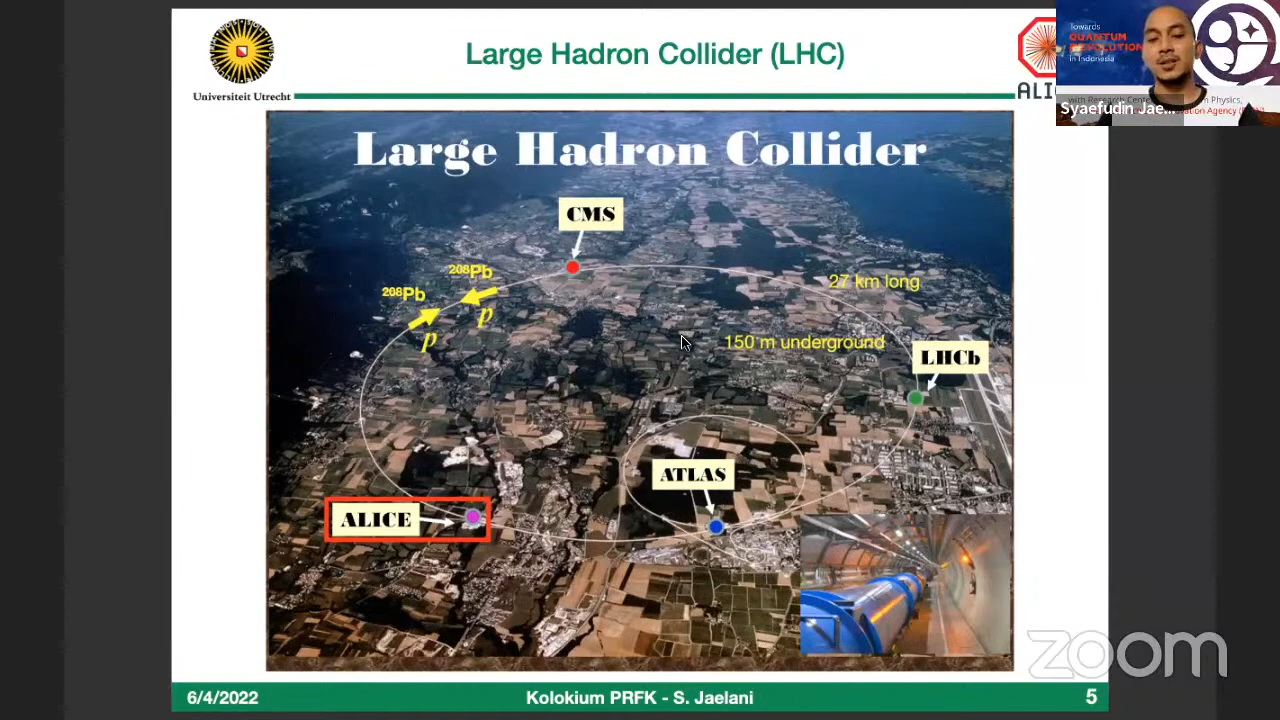 Large Hadron Collider (LHC)
Universiteit Utrecht
Towards
QUANTUM
REVOLUTION
in Indonesia
Syaefudin Jae...
Large Hadron Collider
CMS
208Pb
27 km long
208Pb
p
p
150 m underground
LHCb
ATLAS
ALICE
zoom
6/4/2022
Kolokium PRFK - S. Jaelani
5